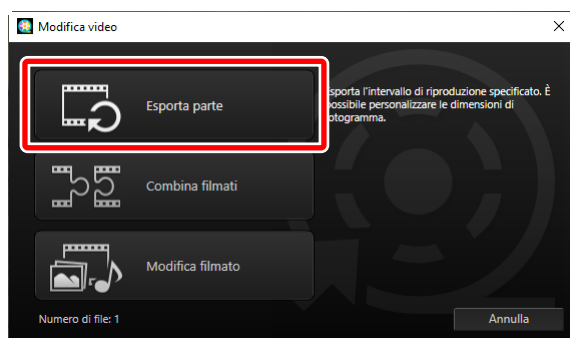 Modifica video
Esporta parte
sporta l'intervallo di riproduzione specificato. È
ossibile personalizzare le dimensioni di
otogramma.
Combina filmati
Modifica filmato
Numero di file: 1
Annulla